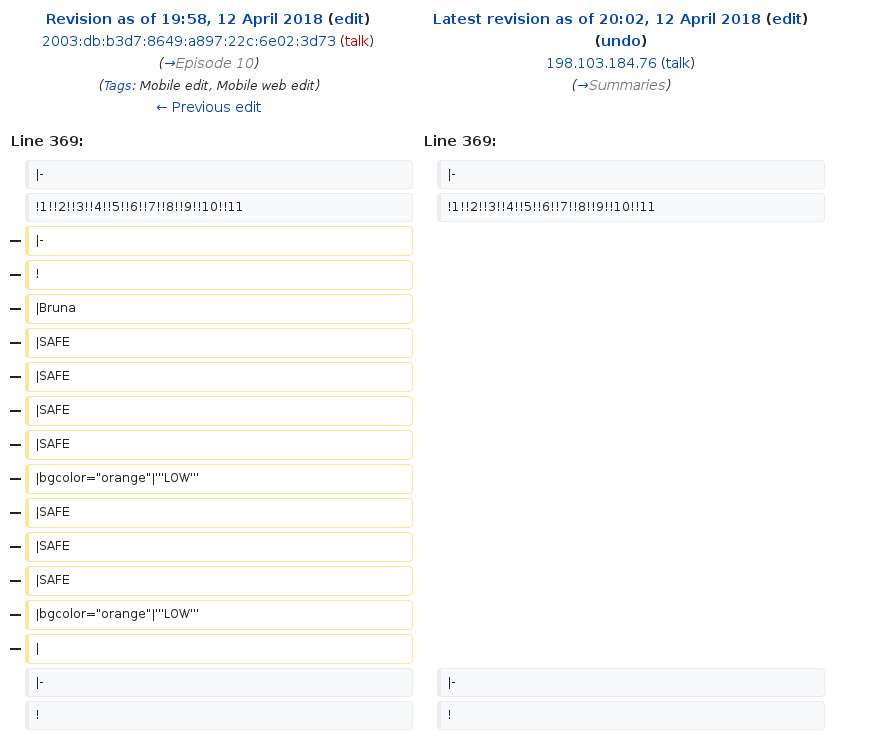 Revision as of 19:58, 12 April 2018 (edit)
2003:db:b3d7:8649:a897:22c:6e02:3d73 (talk)
(→Episode 10)
(Tags: Mobile edit, Mobile web edit)
← Previous edit
Latest revision as of 20:02, 12 April 2018 (edit)
(undo)
198.103.184.76 (talk)
(→Summaries)
Line 369:
Line 369:
|-
|-
!1!!2!!3!!4!!5!!6!!7!!8!!9!!10!!11
!1!!2!!3!!4!!5!!6!!7!!8!!9!!10!!11
− |-
− !
− |Bruna
− |SAFE
− |SAFE
− |SAFE
− |SAFE
− |bgcolor="orange"|'''LOW'''
− |SAFE
− |SAFE
− |SAFE
− |bgcolor="orange"|'''LOW'''
− |
|-
|-
!
!